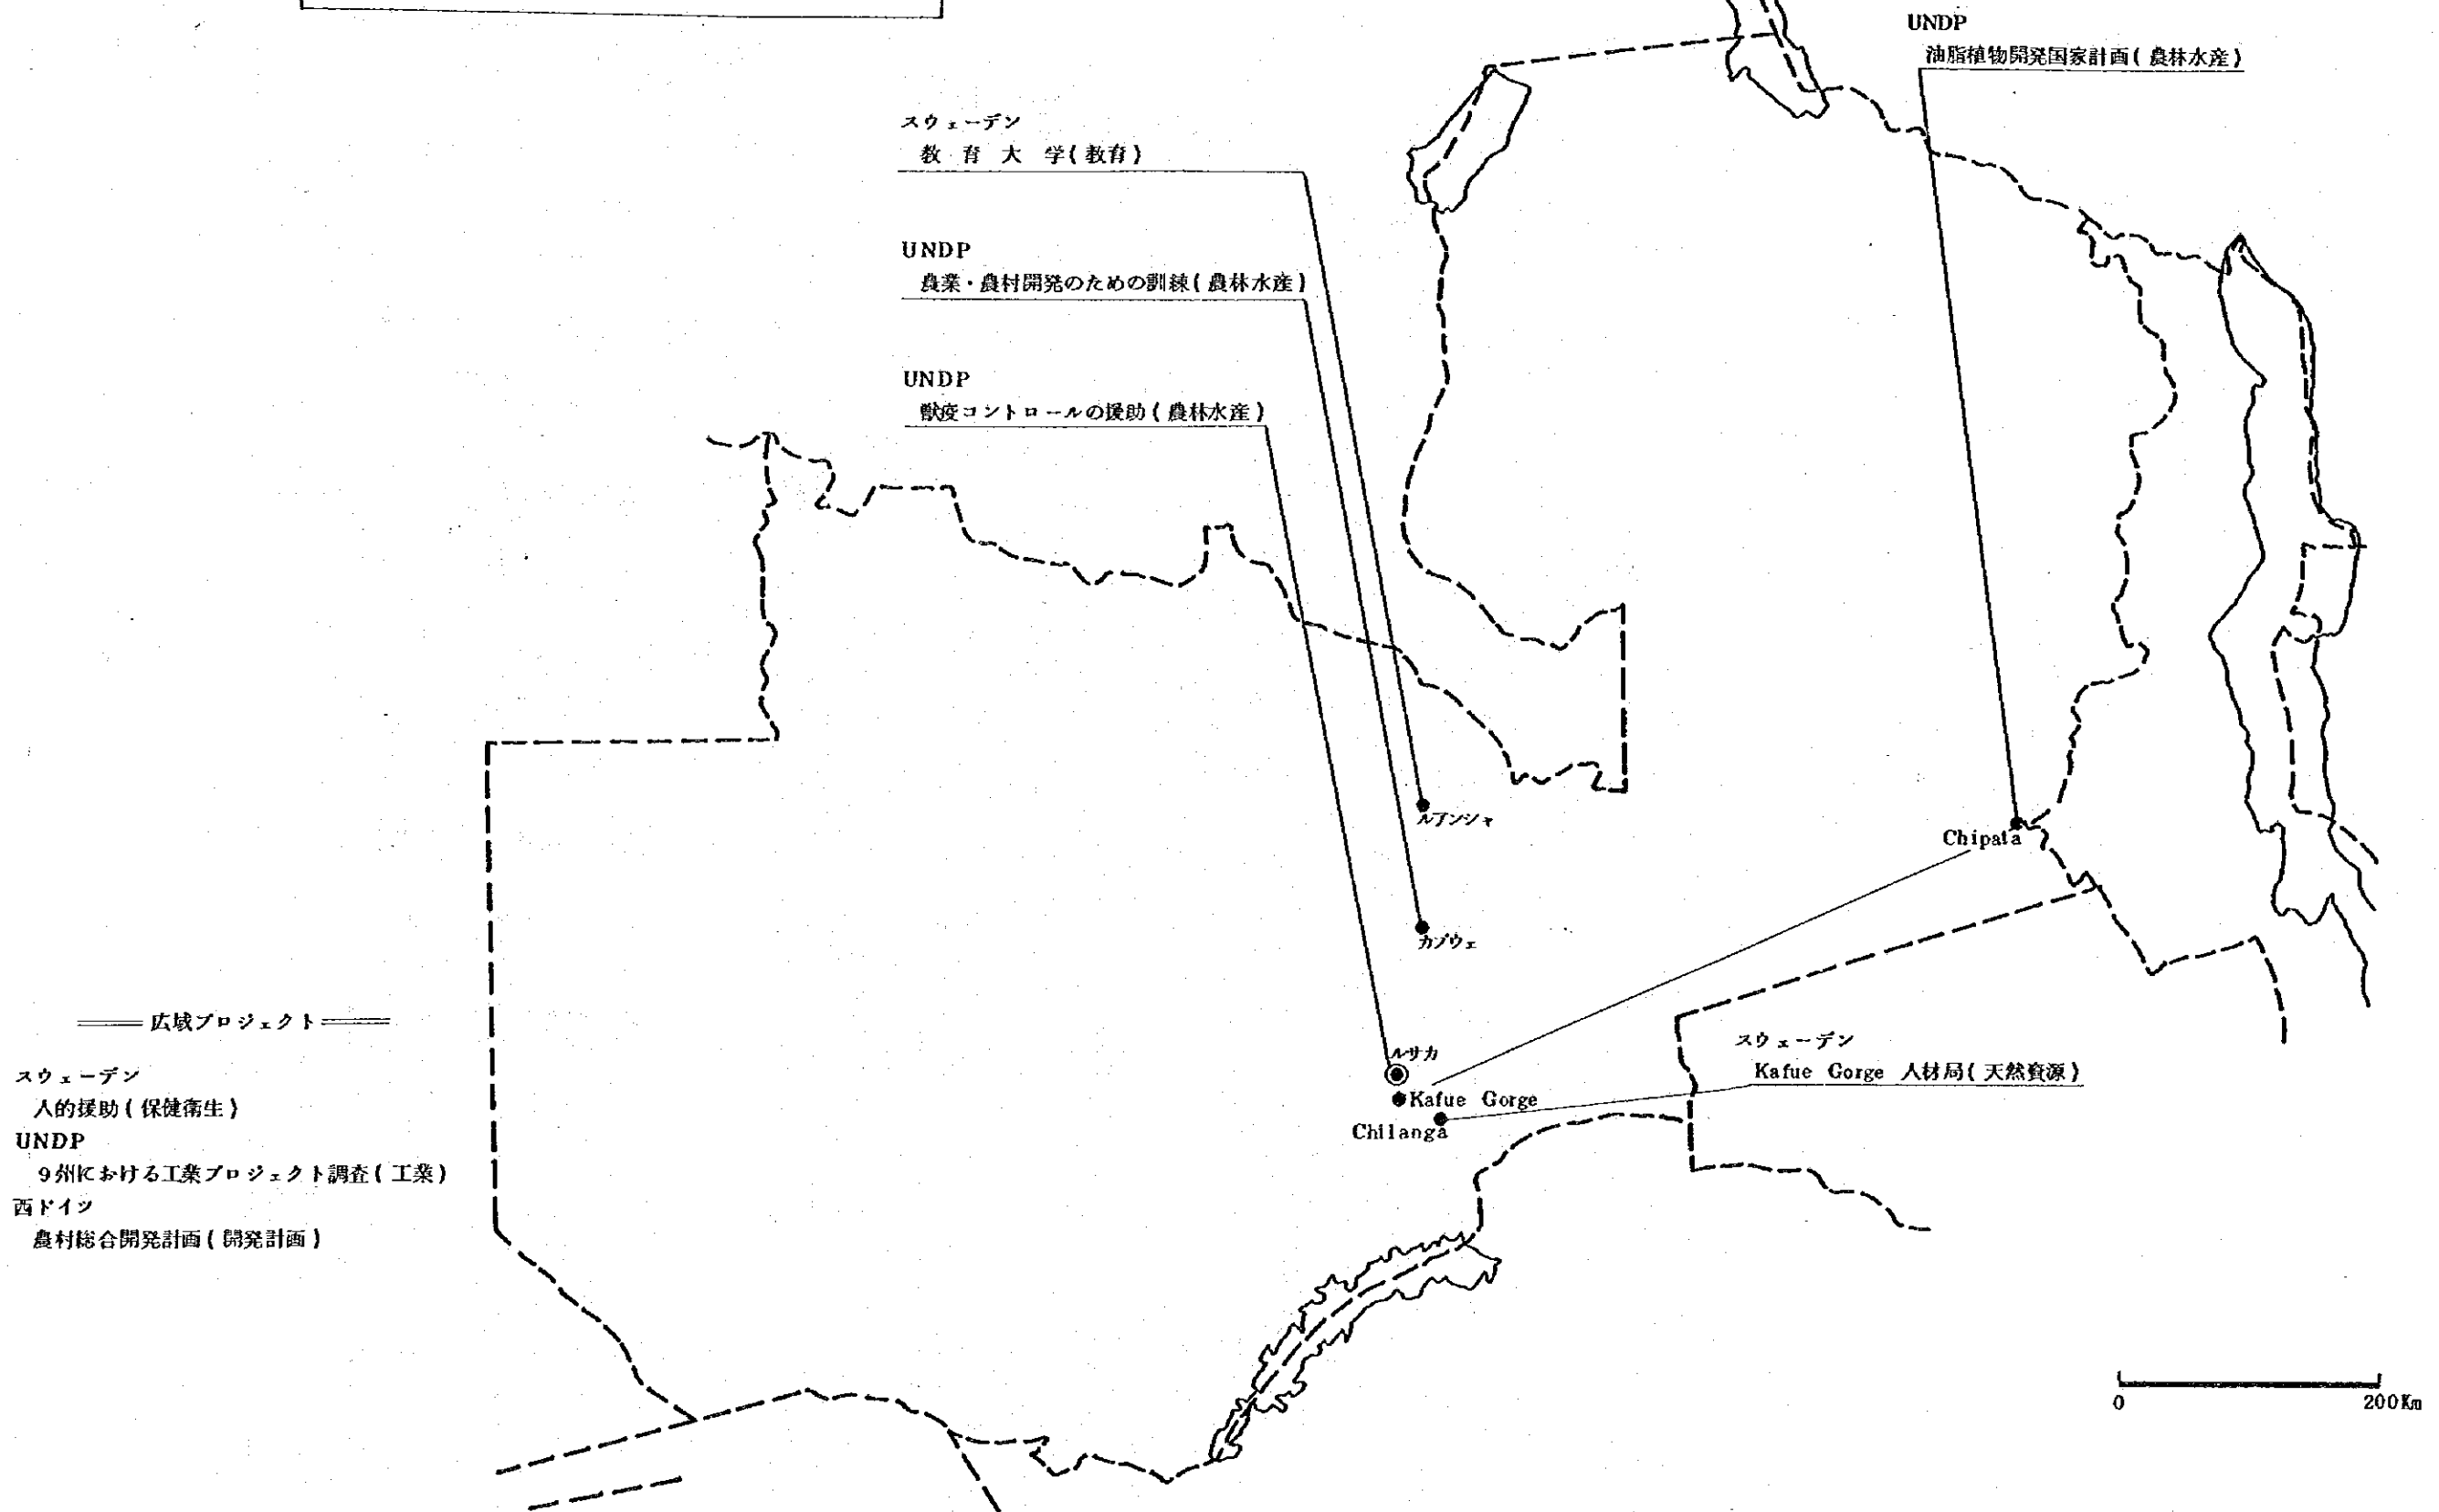 UNDP
油脂植物開発国家計画(農林水産)
スウェーデン
教育大学(教育)
UNDP
農業・農村開発のための訓練(農林水産)
UNDP
獣疫コントロールの援助(農林水産)
ルアンシャ
Chipata
カブウェ
広域プロジェクト
スウェーデン
人的援助(保健衛生)
UNDP
9州における工業プロジェクト調査(工業)
西ドイツ
農村総合開発計画(開発計画)
ルサカ
Kafue Gorge
Chilanga
スウェーデン
Kafue Gorge 人材局(天然資源)
0
200Km